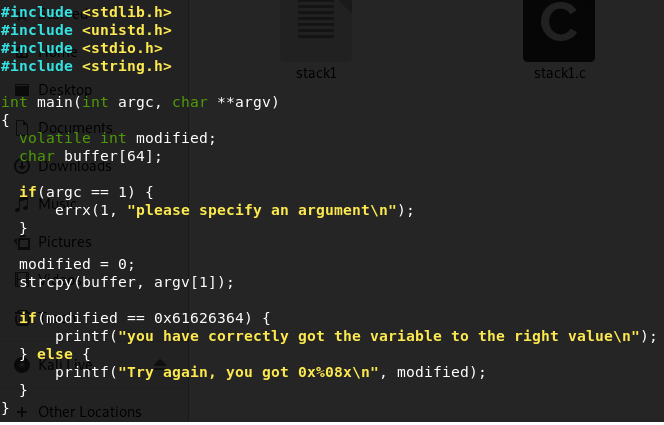 #include <stdlib.h>
#include <unistd.h>
#include <stdio.h>
#include <string.h>
stack1
stack1.c
Desktop
int main(int argc, char **argv)
{
Documents
volatile int modified;
char buffer[64];
Downloads
if(argc == 1) {
errx(1, "please specify an argument\n");
}
Pictures
modified = 0;
strcpy(buffer, argv[1]);
if(modified == 0x61626364) {
printf("you have correctly got the variable to the right value\n");
} else {
printf("Try again, you got 0x%08x\n", modified);
}
+ Other Locations
}